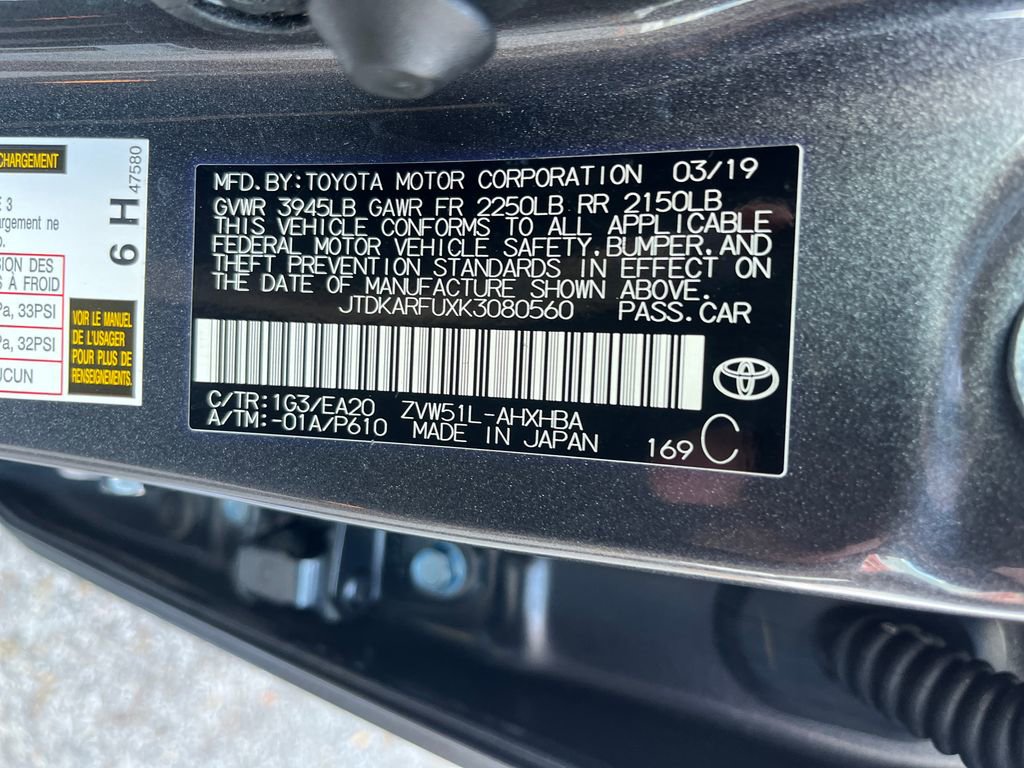 CHARGEMENT
47580
6 H
E 3
argement ne
SION DES
S À FROID
Pa, 33PSI
Pa, 32PSI
UCUN
VOIR LE MANUEL
DE L'USAGER
POUR PLUS DE
RENSEIGNEMENTS.
MFD.BY:TOYOTA MOTOR CORPORATION 03/19
GVWR 3945LB GAWR FR 2250LB RR 2150LB
THIS VEHICLE CONFORMS TO ALL APPLICABLE
FEDERAL MOTOR VEHICLE SAFETY,BUMPER,AND
THEFT PREVENTION STANDARDS IN EFFECT ON
THE DATE OF MANUFACTURE SHOWN ABOVE.
JTDKARFUXK3080560 PASS.CAR
C/TR:1G3/EA20 ZVW51L-AHXHBA
A/TM:-01A/P610 MADE IN JAPAN
169 C